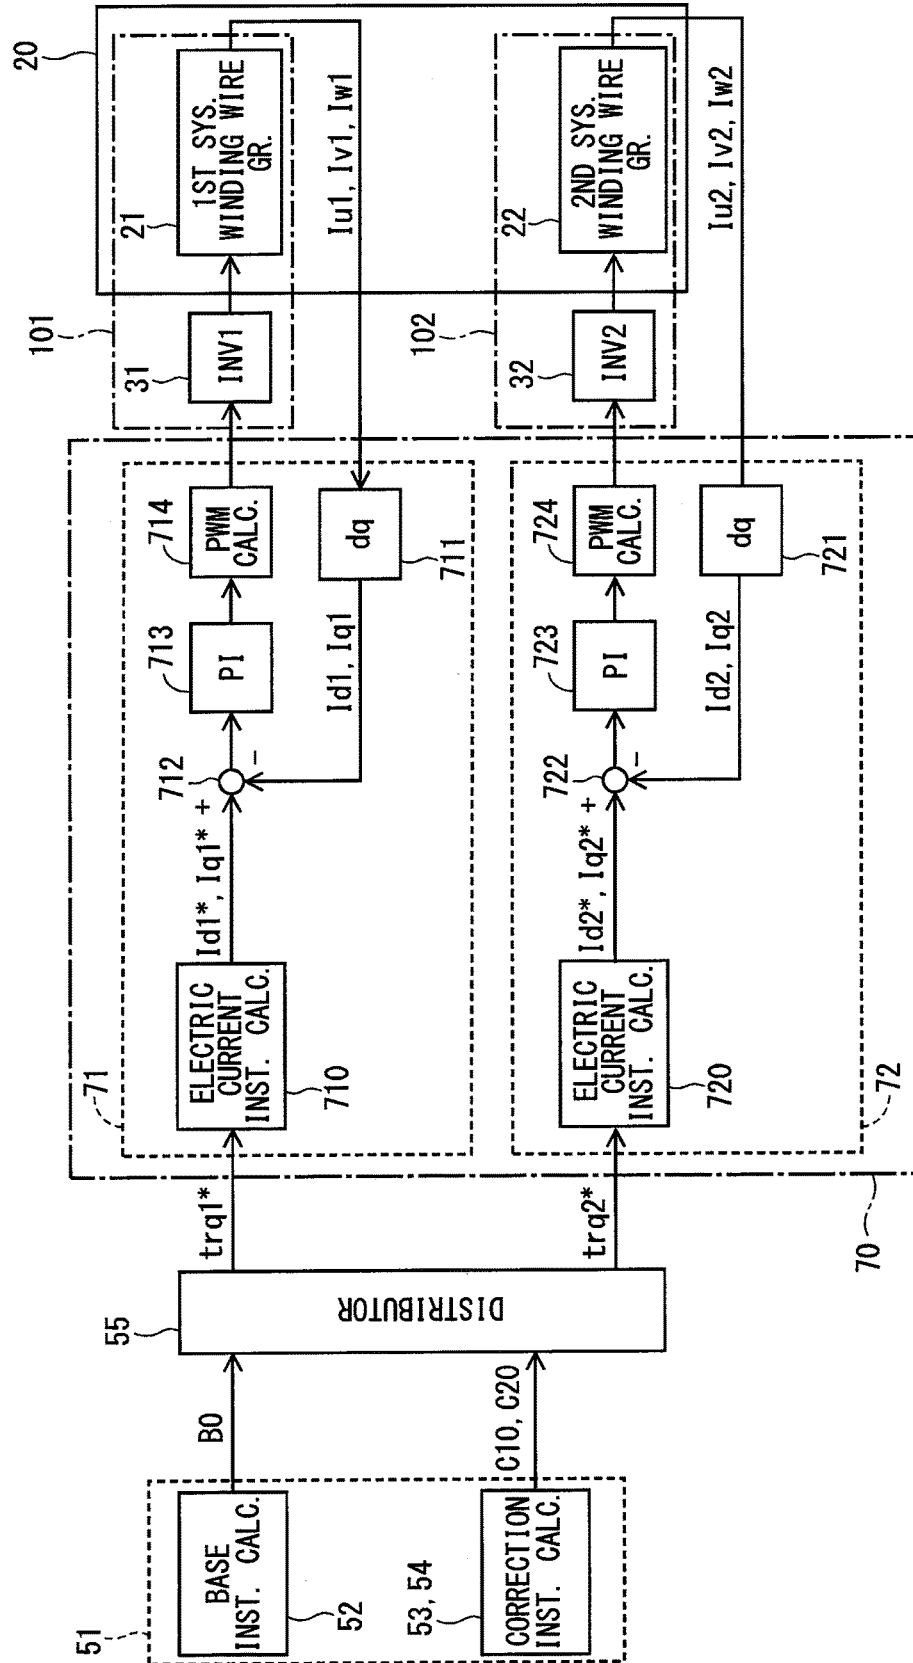 51
BASE
INST. CALC.
52
CORRECTION
INST. CALC.
53, 54
B0
C10, C20
55
DISTRIBUTOR
trq1*
trq2*
70
71
ELECTRIC
CURRENT
INST. CALC.
710
Id1*, Iq1*
+
-
712
PI
713
PWM
CALC.
714
dq
711
Id1, Iq1
72
ELECTRIC
CURRENT
INST. CALC.
720
Id2*, Iq2*
+
-
722
PI
723
PWM
CALC.
724
dq
721
Id2, Iq2
101
INV1
31
20
21
1ST SYS.
WINDING WIRE
GR.
Iu1, Iv1, Iw1
102
INV2
32
22
2ND SYS.
WINDING WIRE
GR.
Iu2, Iv2, Iw2